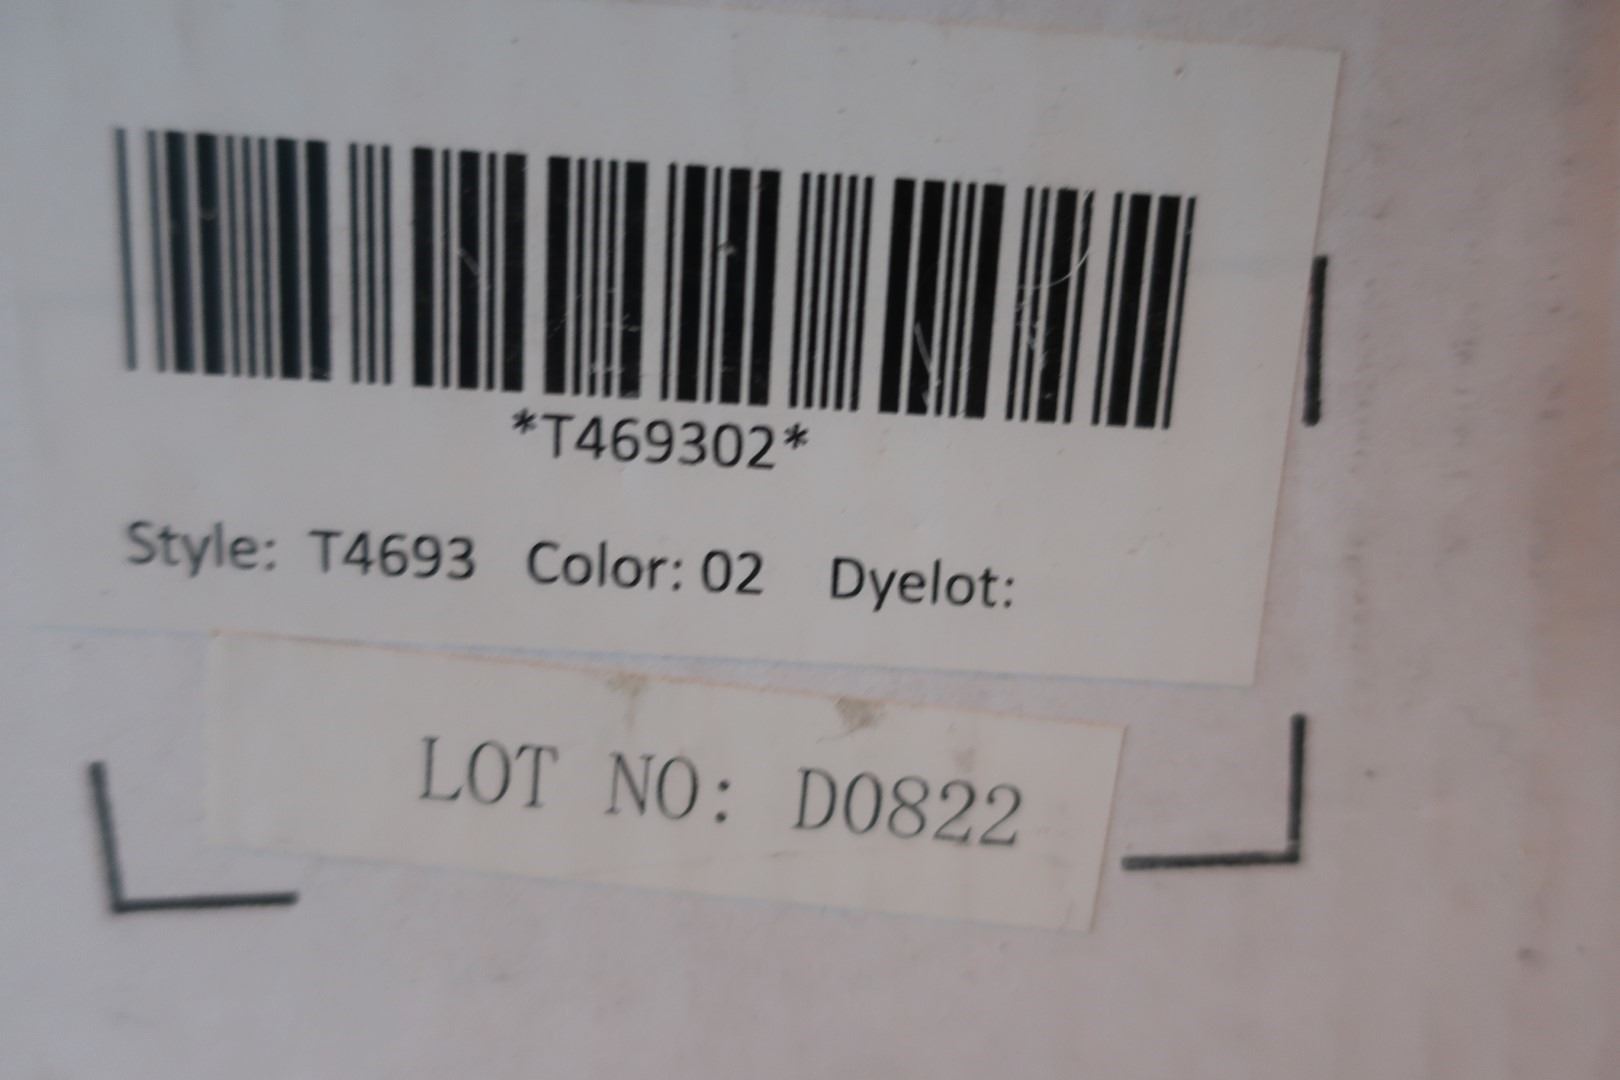 *T469302*
Style: T4693 Color: 02 Dyelot:
LOT NO: D0822